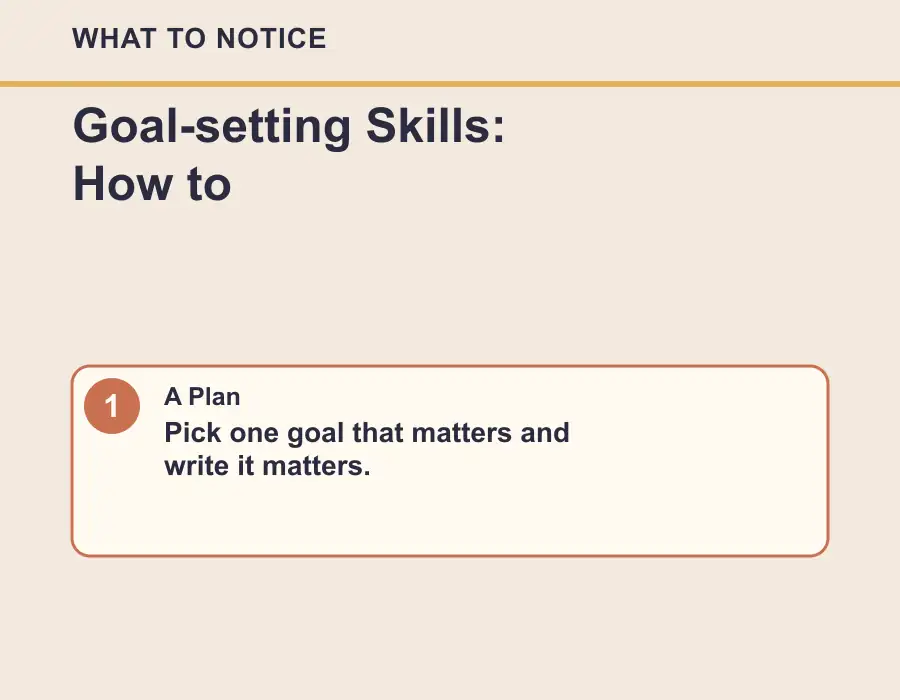 WHAT TO NOTICE
Goal-setting Skills:
How to
1
A Plan
Pick one goal that matters and
write it matters.